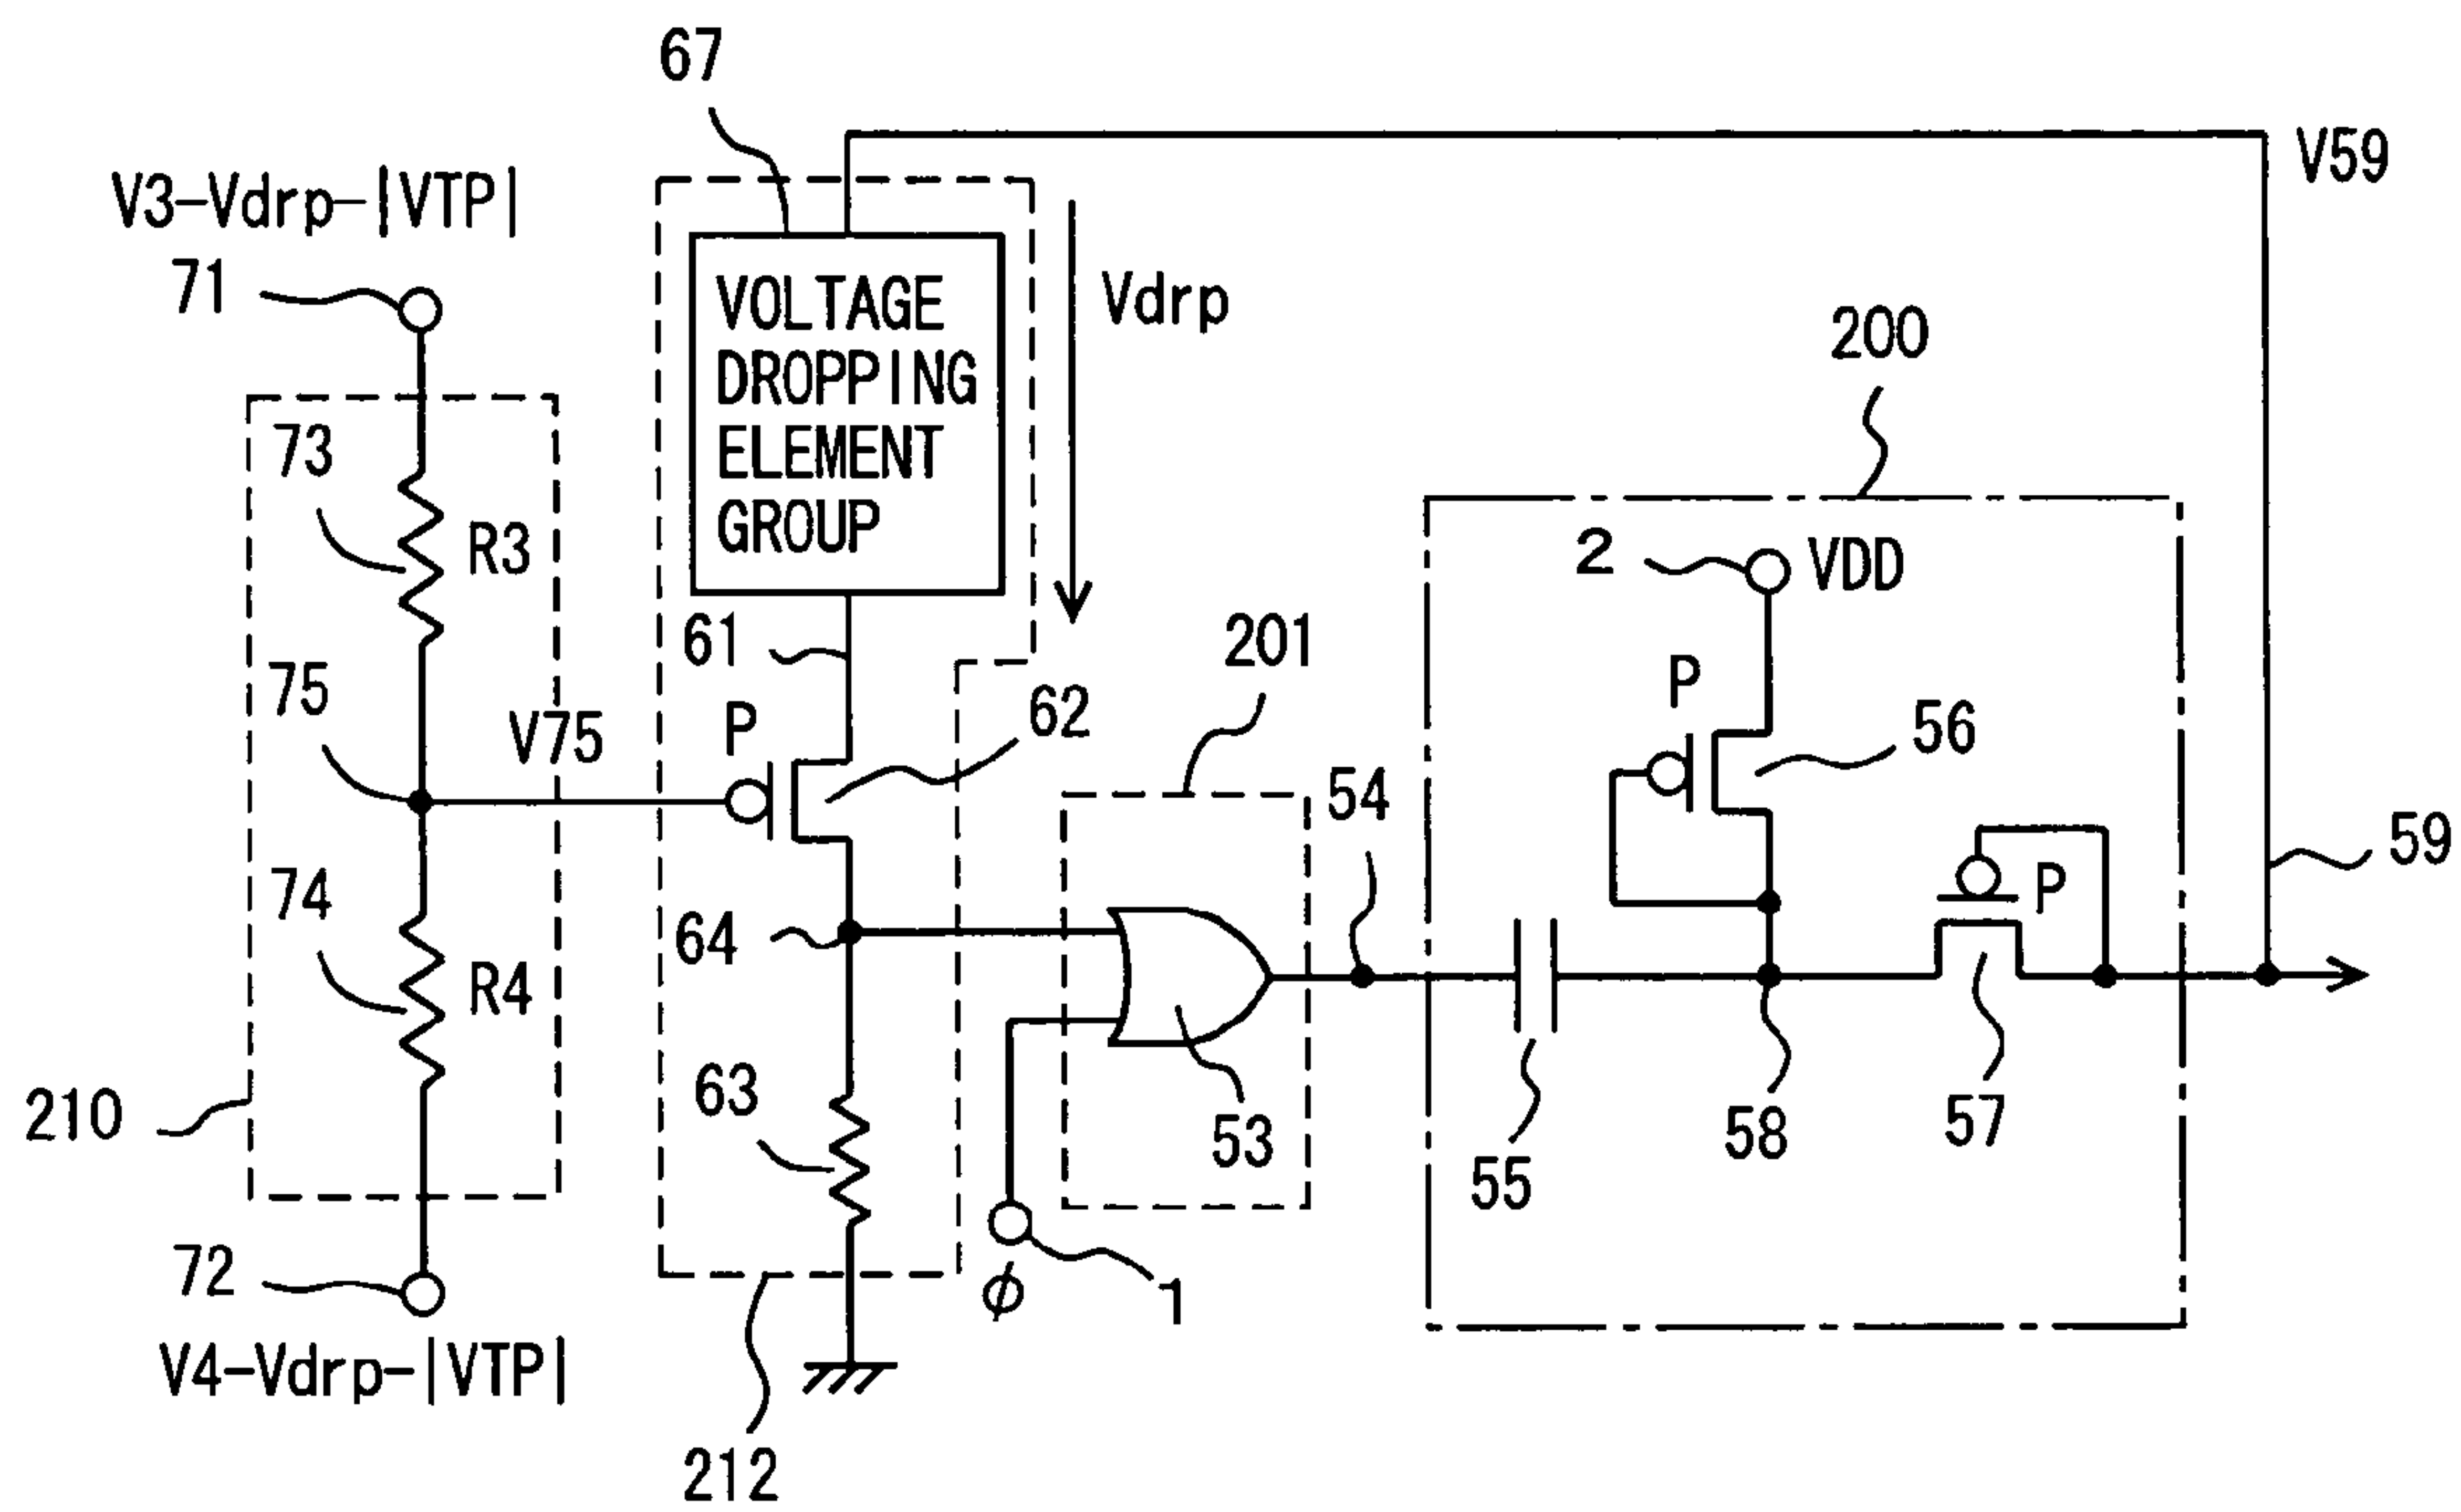 67
V59
V3-Vdrp-|VTP|
71
VOLTAGE
DROPPING
ELEMENT
GROUP
Vdrp
200
73
R3
2
VDD
61
201
75
V75
P
62
P
56
54
59
74
R4
64
P
210
63
53
55
58
57
72
φ
1
V4-Vdrp-|VTP|
212